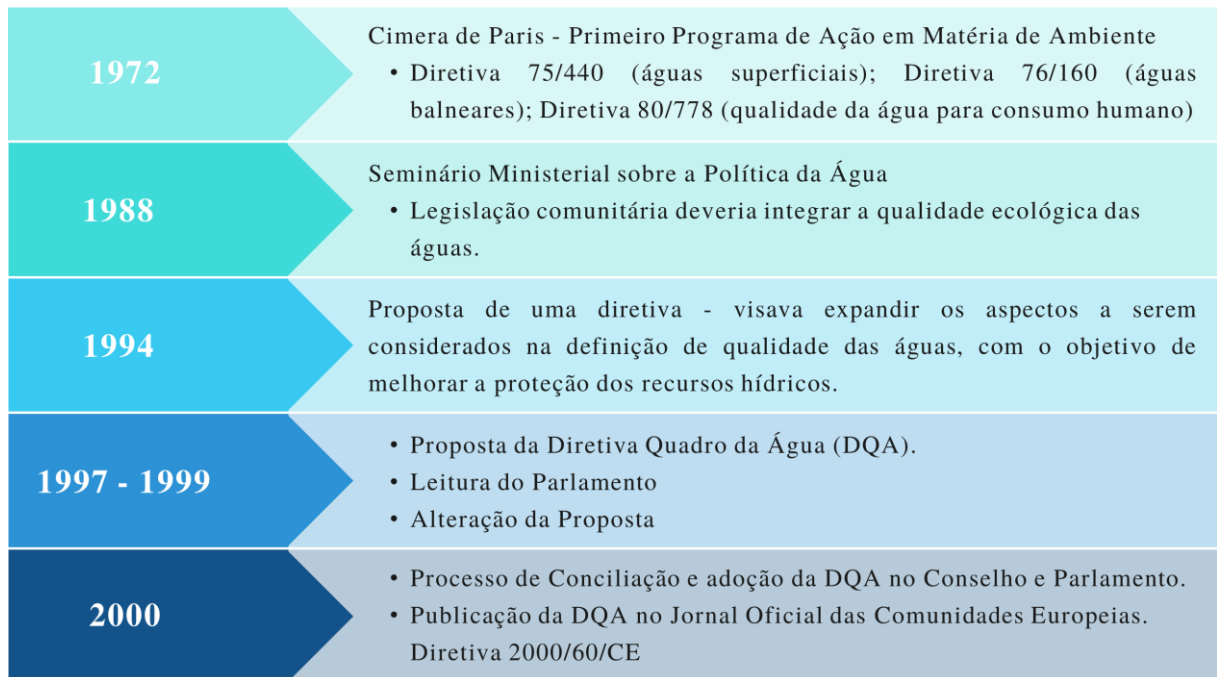 1972
Cimera de Paris - Primeiro Programa de Ação em Matéria de Ambiente
• Diretiva 75/440 (águas superficiais); Diretiva 76/160 (águas
balneares); Diretiva 80/778 (qualidade da água para consumo humano)
1988
Seminário Ministerial sobre a Política da Água
• Legislação comunitária deveria integrar a qualidade ecológica das
águas.
1994
Proposta de uma diretiva - visava expandir os aspectos a serem
considerados na definição de qualidade das águas, com o objetivo de
melhorar a proteção dos recursos hídricos.
1997 - 1999
• Proposta da Diretiva Quadro da Água (DQA).
• Leitura do Parlamento
• Alteração da Proposta
2000
• Processo de Conciliação e adoção da DQA no Conselho e Parlamento.
• Publicação da DQA no Jornal Oficial das Comunidades Europeias.
Diretiva 2000/60/CE